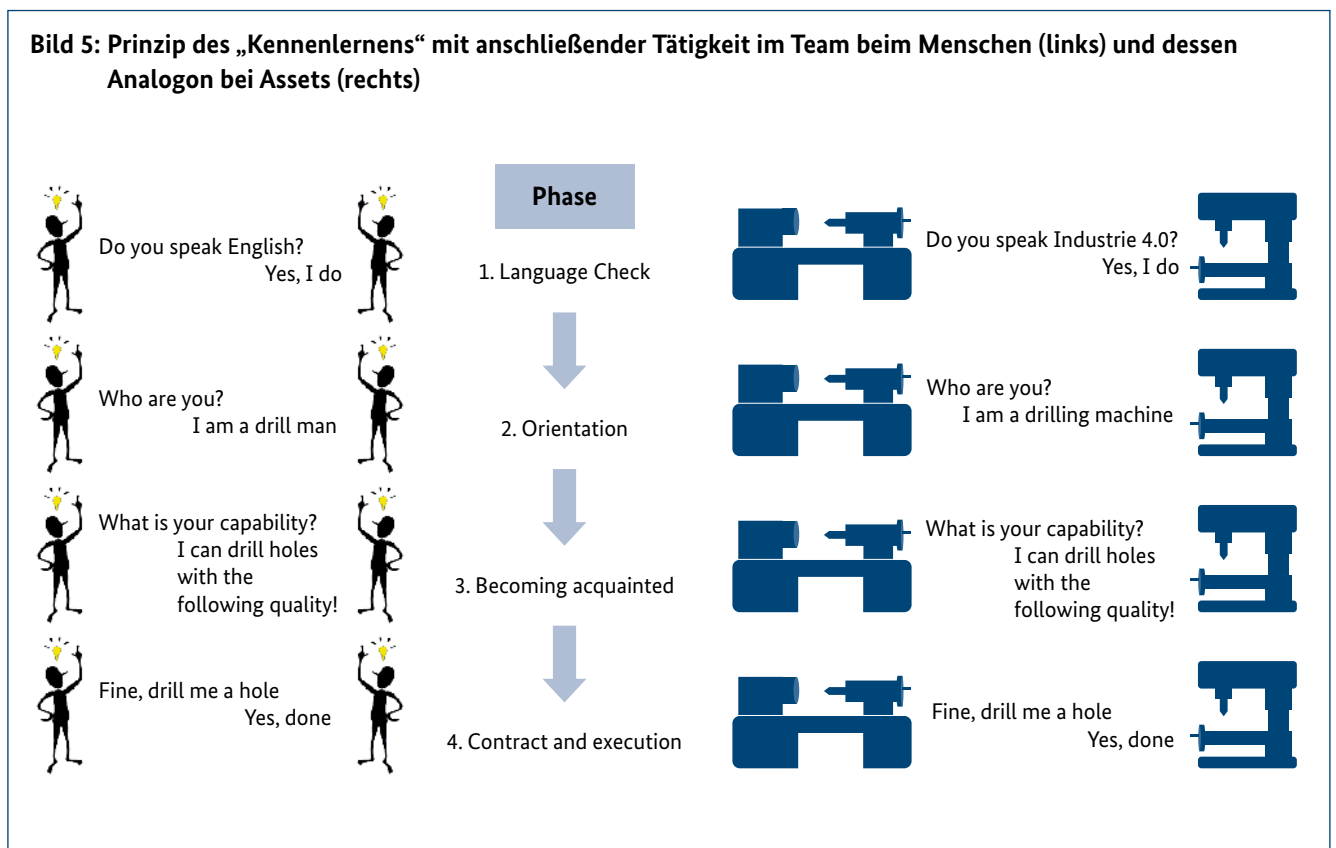 Bild 5: Prinzip des „Kennenlernens“ mit anschließender Tätigkeit im Team beim Menschen (links) und dessen
Analogon bei Assets (rechts)
Phase
Do you speak English?
Yes, I do
1. Language Check
Do you speak Industrie 4.0?
Yes, I do
Who are you?
I am a drill man
2. Orientation
Who are you?
I am a drilling machine
What is your capability?
I can drill holes
with the
following quality!
3. Becoming acquainted
What is your capability?
I can drill holes
with the
following quality!
Fine, drill me a hole
Yes, done
4. Contract and execution
Fine, drill me a hole
Yes, done